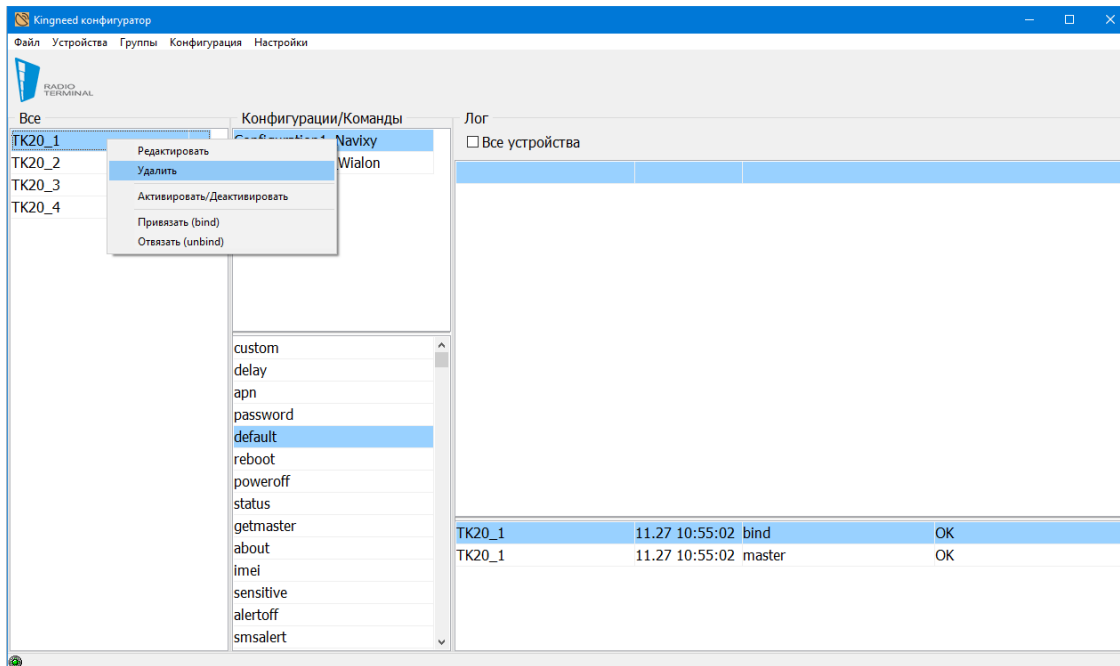 Kingneed конфигуратор
Файл Устройства Группы Конфигурация Настройки
RADIO
TERMINAL
Все
TK20_1
TK20_2
TK20_3
TK20_4
Редактировать
Удалить
Активировать/Деактивировать
Привязать (bind)
Отвязать (unbind)
Конфигурации/Команды
Navixy
Wialon
custom
delay
apn
password
default
reboot
poweroff
status
getmaster
about
imei
sensitive
alertoff
smsalert
Лог
Все устройства
TK20_1 11.27 10:55:02 bind OK
TK20_1 11.27 10:55:02 master OK